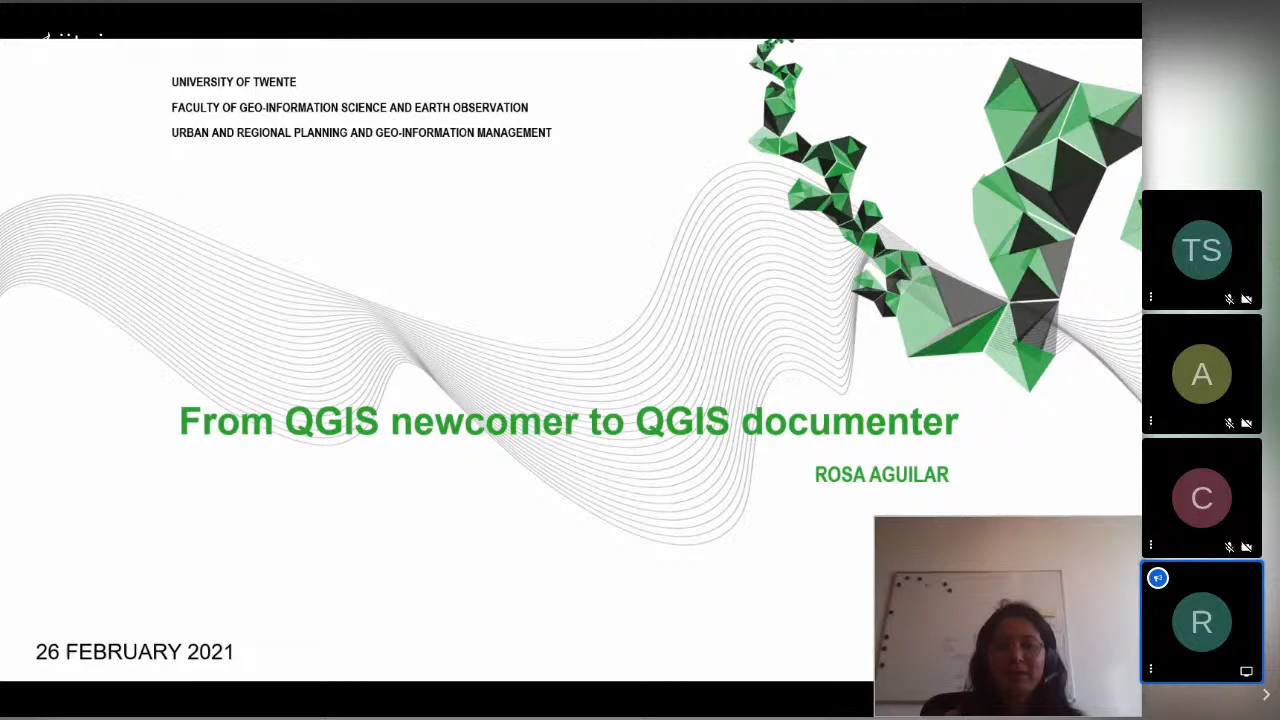 UNIVERSITY OF TWENTE
FACULTY OF GEO-INFORMATION SCIENCE AND EARTH OBSERVATION
URBAN AND REGIONAL PLANNING AND GEO-INFORMATION MANAGEMENT
From QGIS newcomer to QGIS documenter
ROSA AGUILAR
26 FEBRUARY 2021
TS
A
C
R